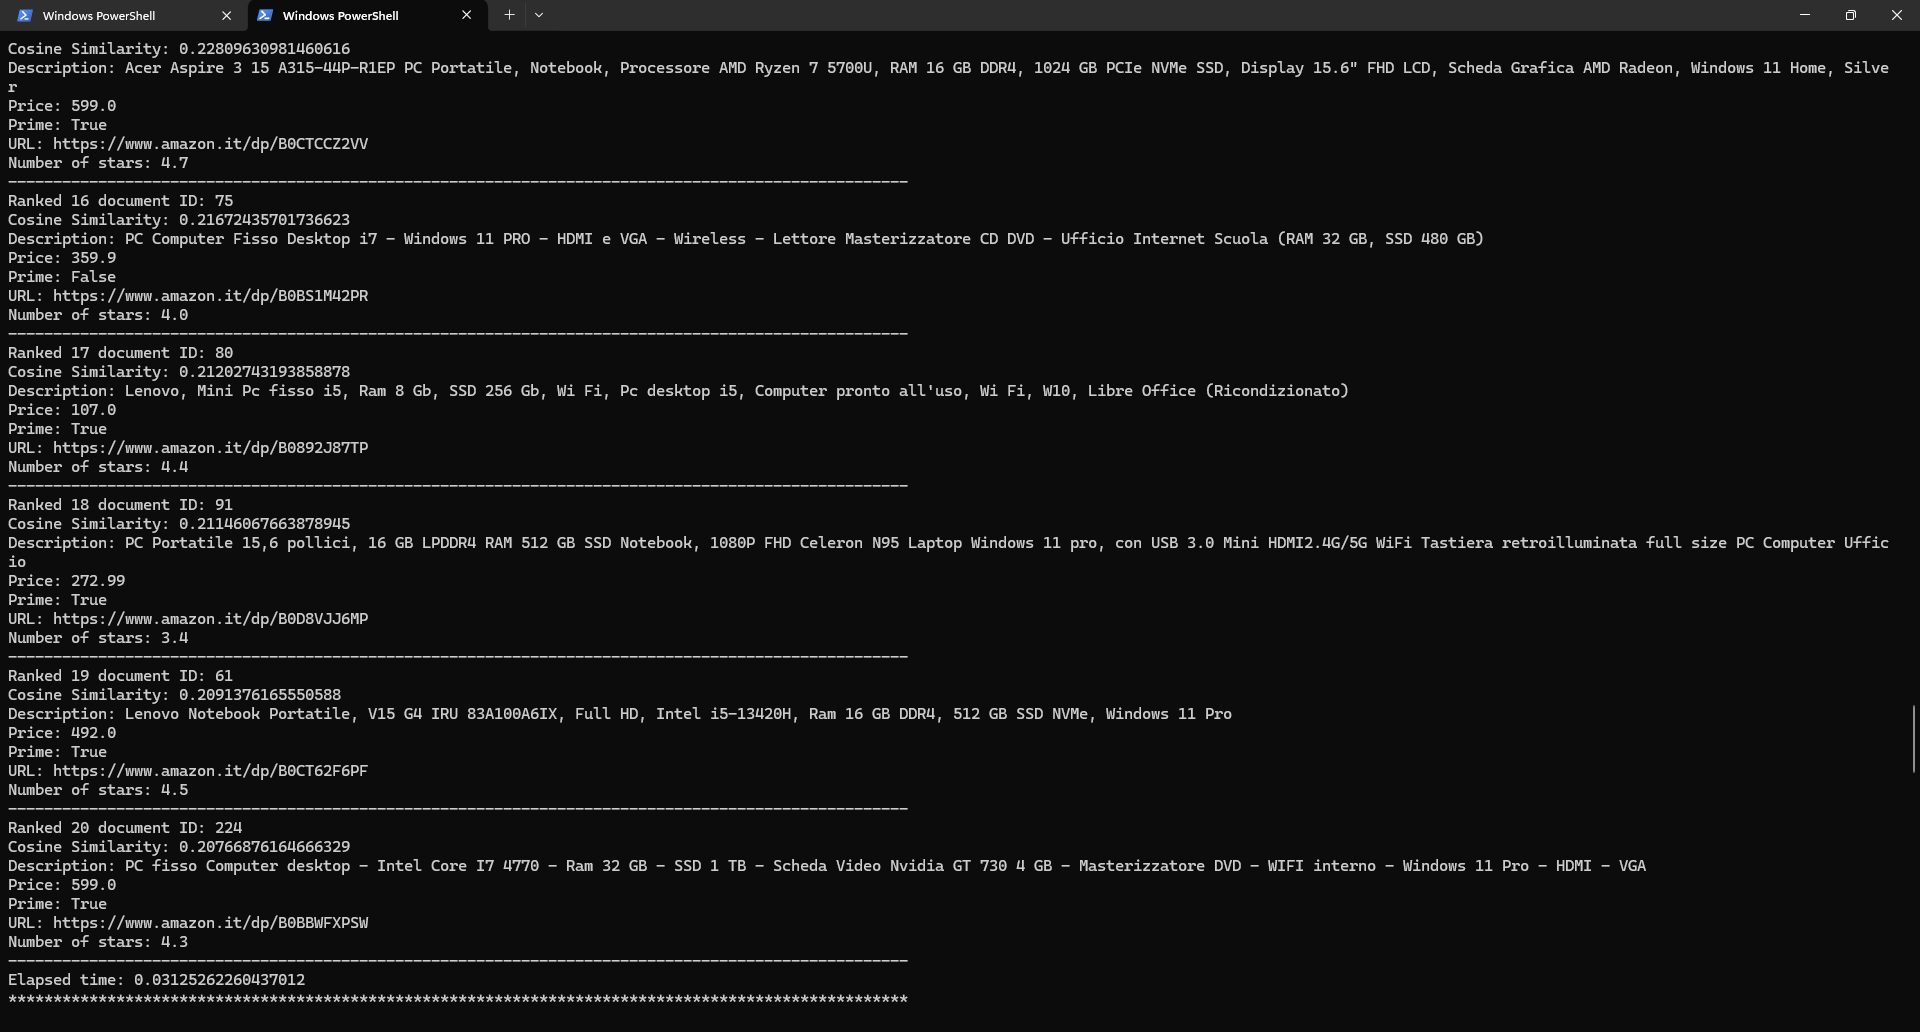 Windows PowerShell
Windows PowerShell
Cosine Similarity: 0.22809630981460616
Description: Acer Aspire 3 15 A315-44P-R1EP PC Portatile, Notebook, Processore AMD Ryzen 7 5700U, RAM 16 GB DDR4, 1024 GB PCIe NVMe SSD, Display 15.6" FHD LCD, Scheda Grafica AMD Radeon, Windows 11 Home, Silve
r
Price: 599.0
Prime: True
URL: https://www.amazon.it/dp/B0CTCCZ2VV
Number of stars: 4.7
----------------------------------------------------------------------------------------------------
Ranked 16 document ID: 75
Cosine Similarity: 0.21672435701736623
Description: PC Computer Fisso Desktop i7 - Windows 11 PRO - HDMI e VGA - Wireless - Lettore Masterizzatore CD DVD - Ufficio Internet Scuola (RAM 32 GB, SSD 480 GB)
Price: 359.9
Prime: False
URL: https://www.amazon.it/dp/B0BS1M42PR
Number of stars: 4.0
----------------------------------------------------------------------------------------------------
Ranked 17 document ID: 80
Cosine Similarity: 0.21202743193858878
Description: Lenovo, Mini Pc fisso i5, Ram 8 Gb, SSD 256 Gb, Wi Fi, Pc desktop i5, Computer pronto all'uso, Wi Fi, W10, Libre Office (Ricondizionato)
Price: 107.0
Prime: True
URL: https://www.amazon.it/dp/B0892J87TP
Number of stars: 4.4
----------------------------------------------------------------------------------------------------
Ranked 18 document ID: 91
Cosine Similarity: 0.21146067663878945
Description: PC Portatile 15,6 pollici, 16 GB LPDDR4 RAM 512 GB SSD Notebook, 1080P FHD Celeron N95 Laptop Windows 11 pro, con USB 3.0 Mini HDMI2.4G/5G WiFi Tastiera retroilluminata full size PC Computer Uffic
io
Price: 272.99
Prime: True
URL: https://www.amazon.it/dp/B0D8VJJ6MP
Number of stars: 3.4
----------------------------------------------------------------------------------------------------
Ranked 19 document ID: 61
Cosine Similarity: 0.2091376165550588
Description: Lenovo Notebook Portatile, V15 G4 IRU 83A100A6IX, Full HD, Intel i5-13420H, Ram 16 GB DDR4, 512 GB SSD NVMe, Windows 11 Pro
Price: 492.0
Prime: True
URL: https://www.amazon.it/dp/B0CT62F6PF
Number of stars: 4.5
----------------------------------------------------------------------------------------------------
Ranked 20 document ID: 224
Cosine Similarity: 0.20766876164666329
Description: PC fisso Computer desktop - Intel Core I7 4770 - Ram 32 GB - SSD 1 TB - Scheda Video Nvidia GT 730 4 GB - Masterizzatore DVD - WIFI interno - Windows 11 Pro - HDMI - VGA
Price: 599.0
Prime: True
URL: https://www.amazon.it/dp/B0BBWFXPSW
Number of stars: 4.3
----------------------------------------------------------------------------------------------------
Elapsed time: 0.03125262260437012
****************************************************************************************************